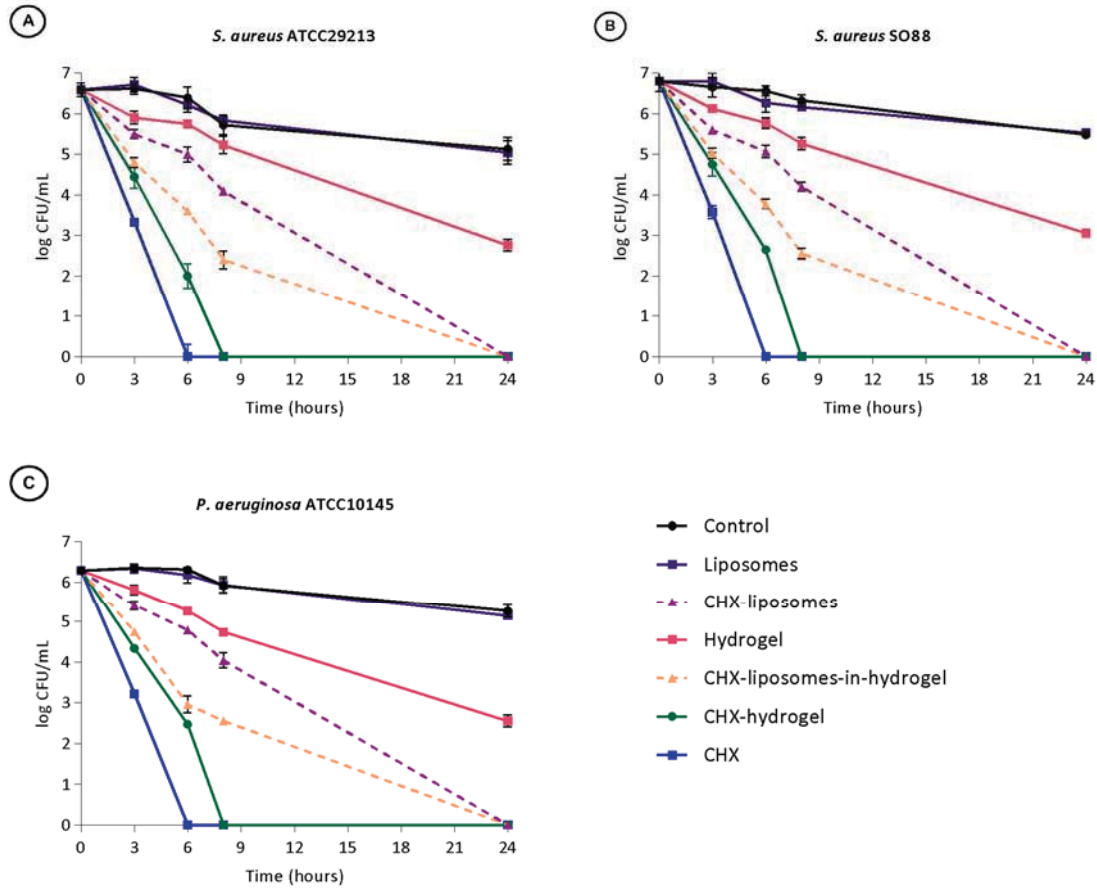 A
S. aureus ATCC29213
7
6
5
4
3
2
1
0
log CFU/mL
0 3 6 9 12 15 18 21 24
Time (hours)
B
S. aureus SO88
7
6
5
4
3
2
1
0
log CFU/mL
0 3 6 9 12 15 18 21 24
Time (hours)
C
P. aeruginosa ATCC10145
7
6
5
4
3
2
1
0
log CFU/mL
0 3 6 9 12 15 18 21 24
Time (hours)
Control
Liposomes
CHX-liposomes
Hydrogel
CHX-liposomes-in-hydrogel
CHX-hydrogel
CHX